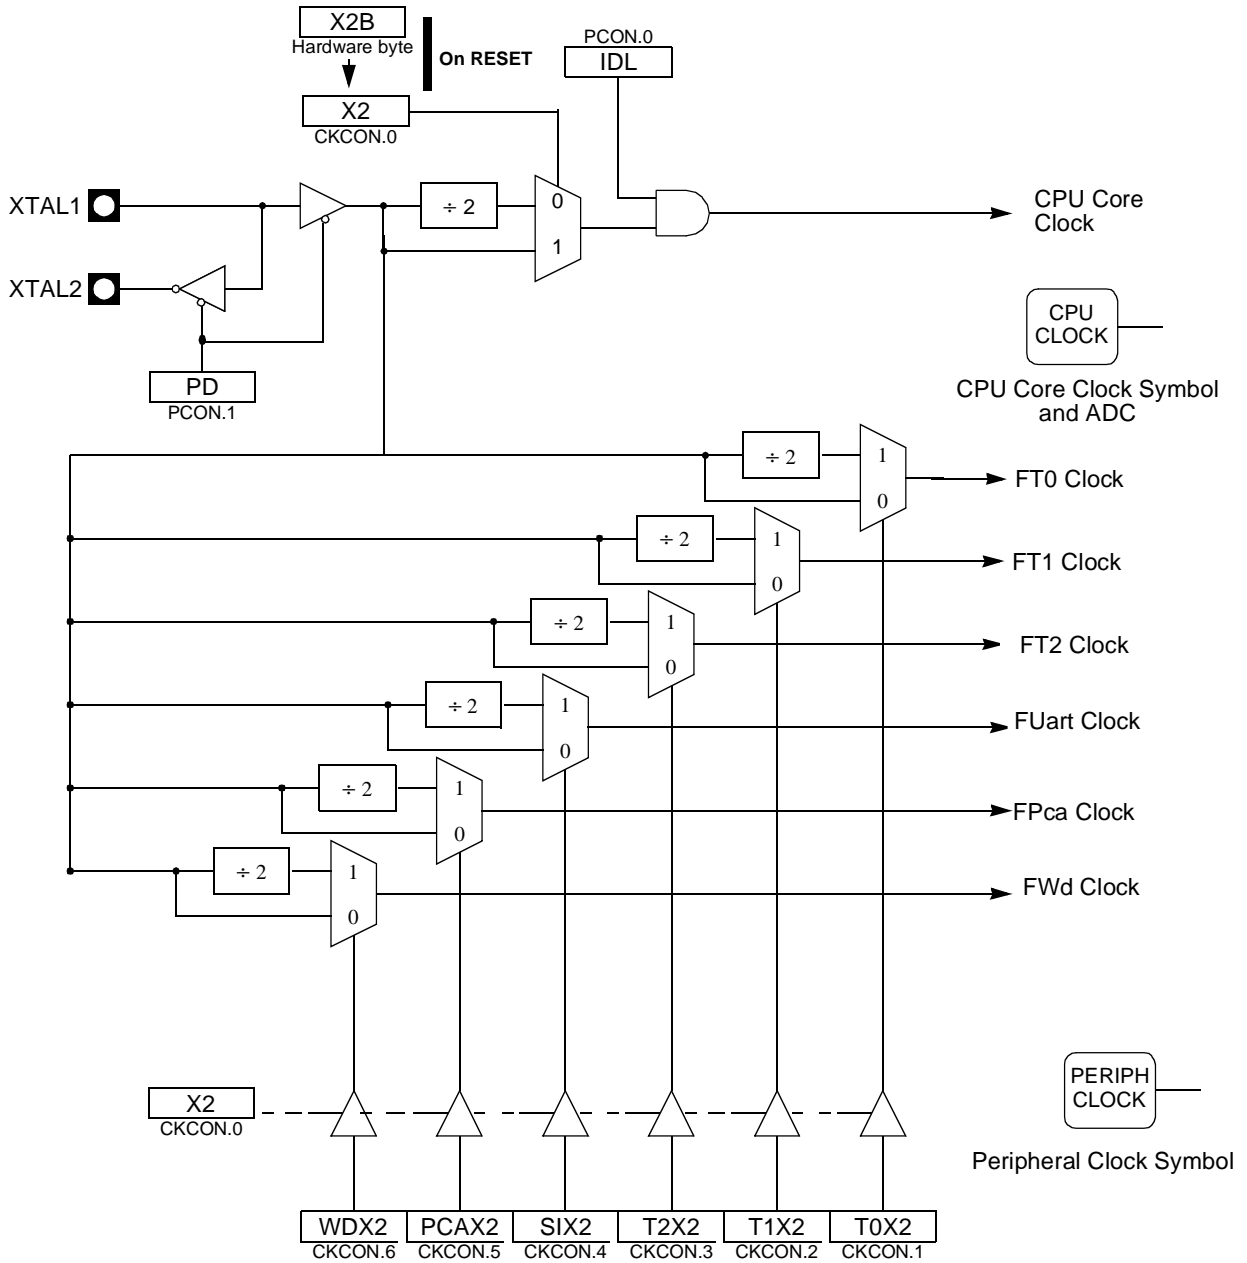 X2B
Hardware byte
On RESET
X2
CKCON.0
PCON.0
IDL
XTAL1
÷ 2
0
1
CPU Core
Clock
XTAL2
PD
PCON.1
CPU
CLOCK
CPU Core Clock Symbol
and ADC
÷ 2
1
0
FT0 Clock
÷ 2
1
0
FT1 Clock
÷ 2
1
0
FT2 Clock
÷ 2
1
0
FUart Clock
÷ 2
1
0
FPca Clock
÷ 2
1
0
FWd Clock
X2
CKCON.0
PERIPH
CLOCK
Peripheral Clock Symbol
WDX2
CKCON.6
PCAX2
CKCON.5
SIX2
CKCON.4
T2X2
CKCON.3
T1X2
CKCON.2
T0X2
CKCON.1